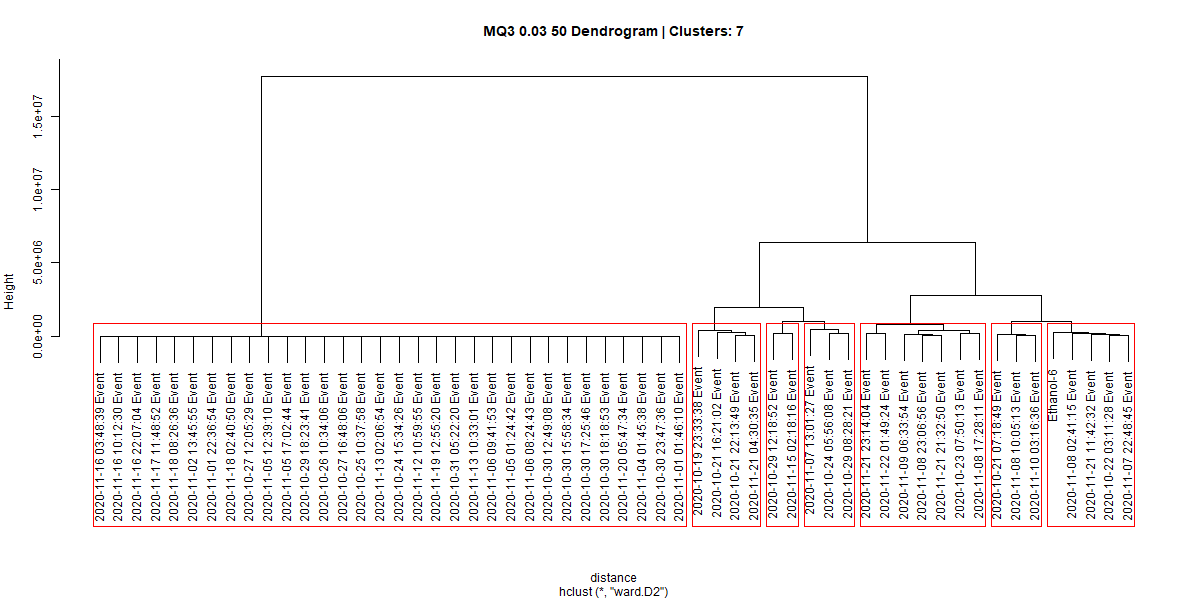 MQ3 0.03 50 Dendrogram | Clusters: 7
Height
1.5e+07
1.0e+07
5.0e+06
0.0e+00
2020-11-16 03:48:39 Event
2020-11-16 10:12:30 Event
2020-11-16 22:07:04 Event
2020-11-17 11:48:52 Event
2020-11-18 08:26:36 Event
2020-11-02 13:45:55 Event
2020-11-01 22:36:54 Event
2020-11-18 02:40:50 Event
2020-10-27 12:05:29 Event
2020-11-05 12:39:10 Event
2020-11-05 17:02:44 Event
2020-10-29 18:23:41 Event
2020-10-26 10:34:06 Event
2020-10-27 16:48:06 Event
2020-10-25 10:37:58 Event
2020-11-13 02:06:54 Event
2020-10-24 15:34:26 Event
2020-11-12 10:59:55 Event
2020-11-19 12:55:20 Event
2020-10-31 05:22:20 Event
2020-11-13 10:33:01 Event
2020-11-06 09:41:53 Event
2020-11-05 01:24:42 Event
2020-11-06 08:24:43 Event
2020-10-30 12:49:08 Event
2020-10-30 15:58:34 Event
2020-10-30 17:25:46 Event
2020-10-30 18:18:53 Event
2020-11-20 05:47:34 Event
2020-11-04 01:45:38 Event
2020-10-30 23:47:36 Event
2020-11-01 01:46:10 Event
2020-10-19 23:33:38 Event
2020-10-21 16:21:02 Event
2020-10-21 22:13:49 Event
2020-11-21 04:30:35 Event
2020-10-29 12:18:52 Event
2020-11-15 02:18:16 Event
2020-11-07 13:01:27 Event
2020-10-24 05:56:08 Event
2020-10-29 08:28:21 Event
2020-11-21 23:14:04 Event
2020-11-22 01:49:24 Event
2020-11-09 06:33:54 Event
2020-11-08 23:06:56 Event
2020-11-21 21:32:50 Event
2020-10-23 07:50:13 Event
2020-11-08 17:28:11 Event
2020-10-21 07:18:49 Event
2020-11-08 10:05:13 Event
2020-11-10 03:16:36 Event
Ethanol-6
2020-11-08 02:41:15 Event
2020-11-21 11:42:32 Event
2020-10-22 03:11:28 Event
2020-11-07 22:48:45 Event
distance
hclust (*, "ward.D2")